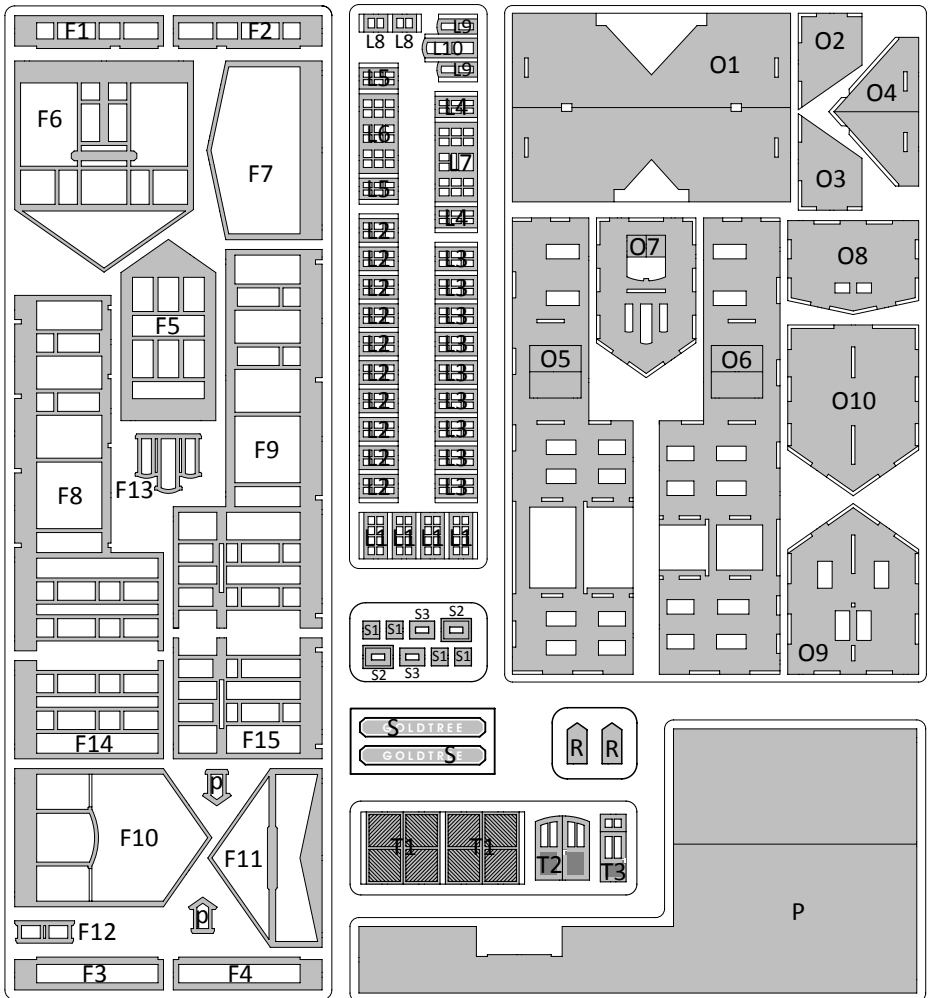 F1 F2
F6
F7
F5
F9
F8
F13
F14 F15
p
F10
F11
p
F12
F3 F4
L8 L8 L9
L10
L9
L5 L4
L6
L7
L5
L4
L2
L2 L3
L2 L3
L2 L3
L2 L3
L2 L3
L2 L3
L2 L3
L2 L3
L2 L3
L1 L1 L1 L1
S1 S1 S3 S2
S2 S3 S1 S1
GOLDTREE
S
GOLDTREE
S
R R
T1 T1 T2 T3
O1 O2
O4
O3
O7
O8
O5 O6
O10
O9
P